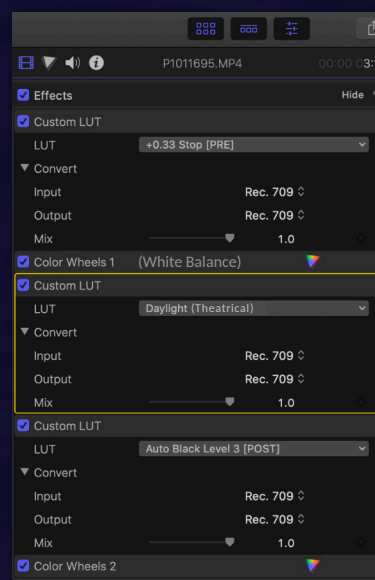 P1011695.MP4 00:00:03:
Effects Hide
Custom LUT
LUT +0.33 Stop [PRE]
Convert
Input Rec. 709
Output Rec. 709
Mix 1.0
Color Wheels 1 (White Balance)
Custom LUT
LUT Daylight (Theatrical)
Convert
Input Rec. 709
Output Rec. 709
Mix 1.0
Custom LUT
LUT Auto Black Level 3 [POST]
Convert
Input Rec. 709
Output Rec. 709
Mix 1.0
Color Wheels 2